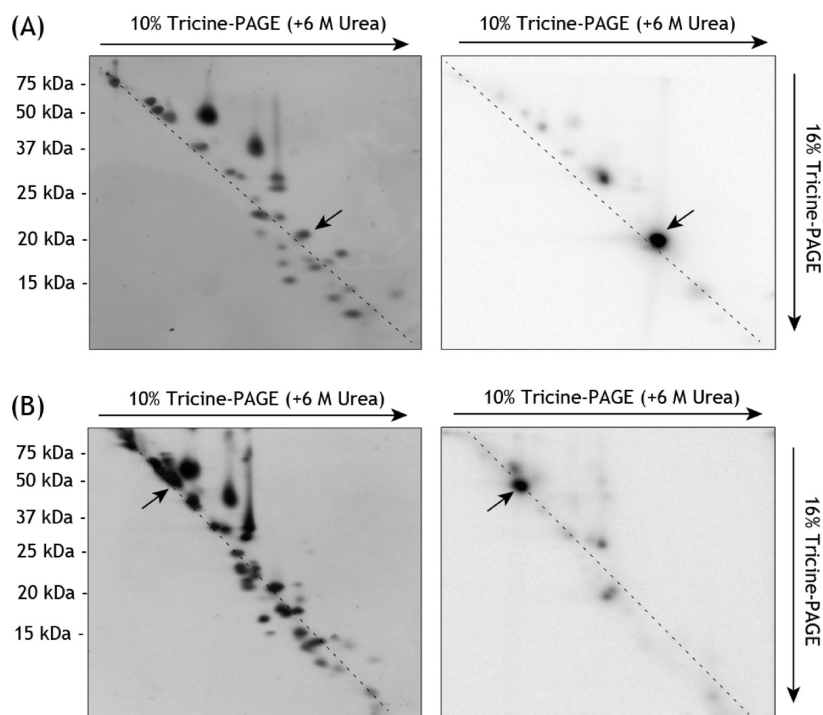 (A)
10% Tricine-PAGE (+6 M Urea)
10% Tricine-PAGE (+6 M Urea)
75 kDa -
50 kDa -
37 kDa -
25 kDa -
20 kDa -
15 kDa -
16% Tricine-PAGE
(B)
10% Tricine-PAGE (+6 M Urea)
10% Tricine-PAGE (+6 M Urea)
75 kDa -
50 kDa -
37 kDa -
25 kDa -
20 kDa -
15 kDa -
16% Tricine-PAGE